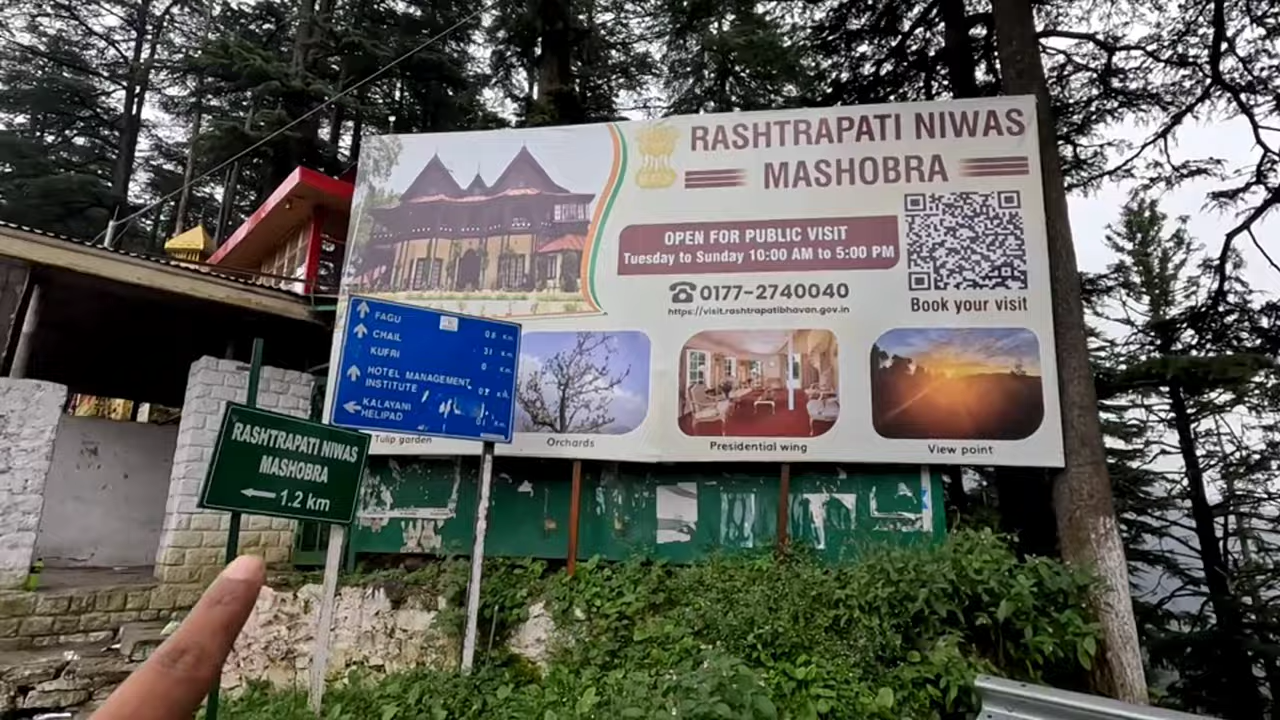 RASHTRAPATI NIWAS
MASHOBRA
OPEN FOR PUBLIC VISIT
Tuesday to Sunday 10:00 AM to 5:00 PM
0177-2740040
https://visit.rashtrapatibhavan.gov.in
Book your visit
Tulip garden
Orchards
Presidential wing
View point
FAGU
CHAIL
KUFRI
HOTEL MANAGEMENT
INSTITUTE
KALAYANI
HELIPAD
RASHTRAPATI NIWAS
MASHOBRA
1.2 km